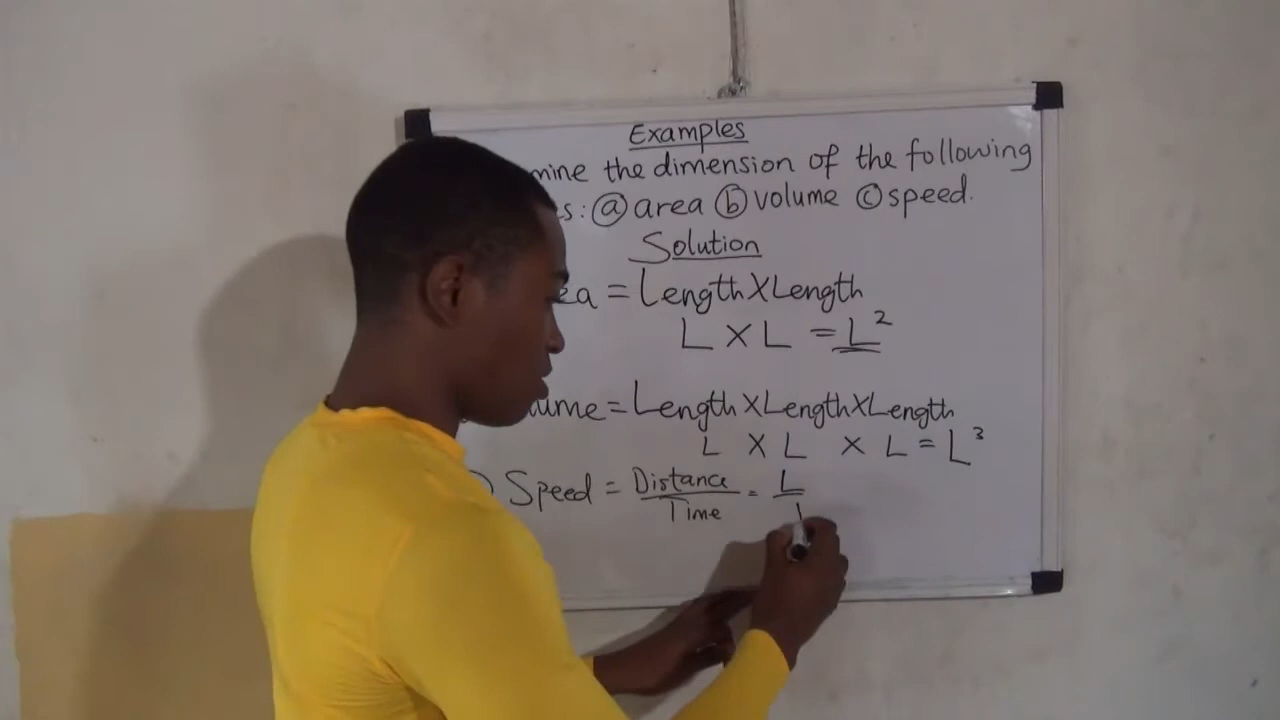 Examples
mine the dimension of the following
s: ⓐ area ⓑ volume ⓒ speed.
Solution
ea = Length X Length
L X L = L²
ume = Length X Length X Length
L X L X L = L³
Speed = Distance/Time = L/